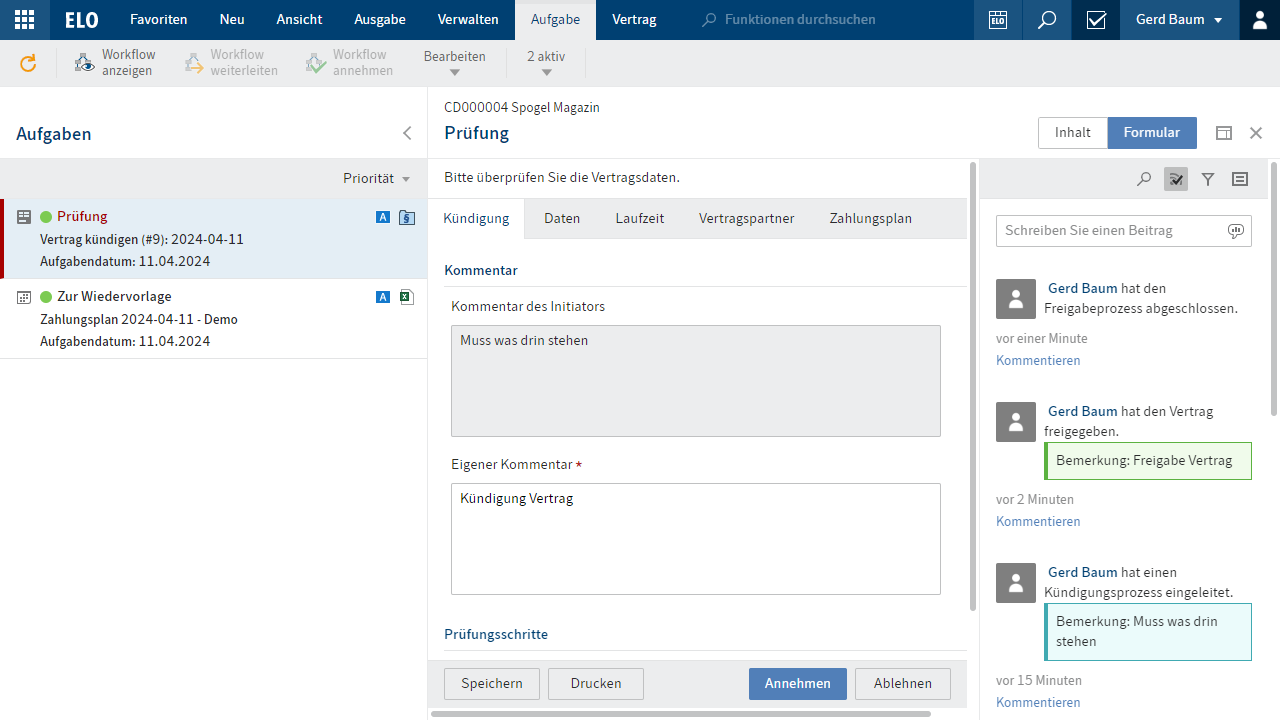 ELO
Favoriten
Neu
Ansicht
Ausgabe
Verwalten
Aufgabe
Vertrag
Funktionen durchsuchen
ELO
Gerd Baum
Workflow
anzeigen
Workflow
weiterleiten
Workflow
annehmen
Bearbeiten
2 aktiv
Aufgaben
Priorität
Prüfung
A
§
Vertrag kündigen (#9): 2024-04-11
Aufgabendatum: 11.04.2024
Zur Wiedervorlage
A
X
Zahlungsplan 2024-04-11 - Demo
Aufgabendatum: 11.04.2024
CD000004 Spogel Magazin
Prüfung
Inhalt
Formular
Bitte überprüfen Sie die Vertragsdaten.
Kündigung
Daten
Laufzeit
Vertragspartner
Zahlungsplan
Kommentar
Kommentar des Initiators
Muss was drin stehen
Eigener Kommentar *
Kündigung Vertrag
Prüfungsschritte
Speichern
Drucken
Annehmen
Ablehnen
Schreiben Sie einen Beitrag
Gerd Baum hat den
Freigabeprozess abgeschlossen.
vor einer Minute
Kommentieren
Gerd Baum hat den Vertrag
freigegeben.
Bemerkung: Freigabe Vertrag
vor 2 Minuten
Kommentieren
Gerd Baum hat einen
Kündigungsprozess eingeleitet.
Bemerkung: Muss was drin
stehen
vor 15 Minuten
Kommentieren